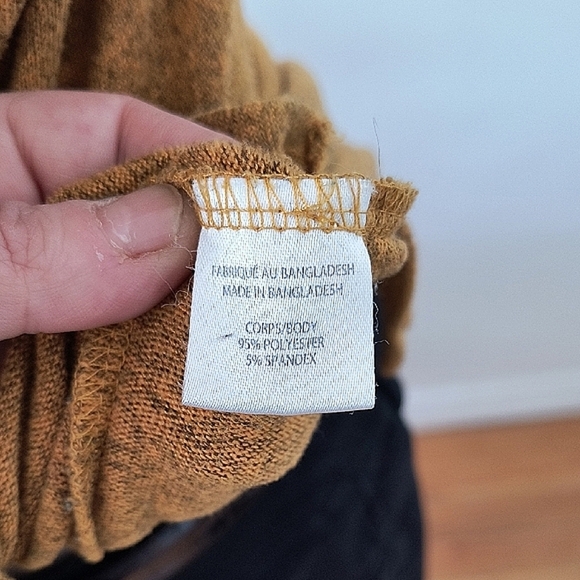 FABRIQUÉ AU BANGLADESH
MADE IN BANGLADESH
CORPS/BODY
95% POLYESTER
5% SPANDEX